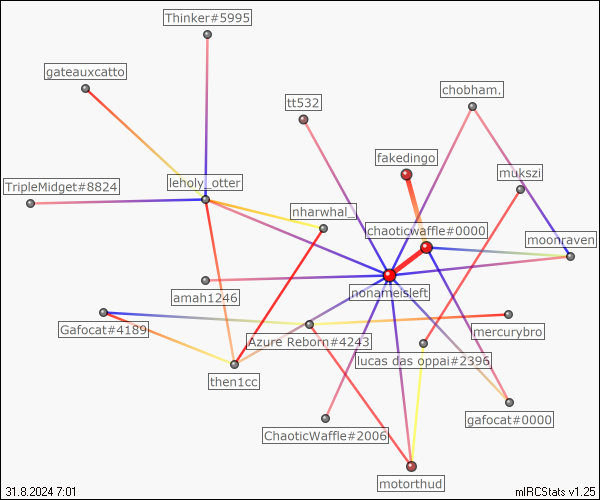 Thinker#5995
gateauxcatto
chobham.
tt532
fakedingo
mukszi
TripleMidget#8824
leholy_otter
nharwhal_
chaoticwaffle#0000
moonraven
nonameisleft
amah1246
Gafocat#4189
mercurybro
Azure Reborn#4243
lucas das oppai#2396
then1cc
gafocat#0000
ChaoticWaffle#2006
motorthud
31.8.2024 7:01
mIRCStats v1.25